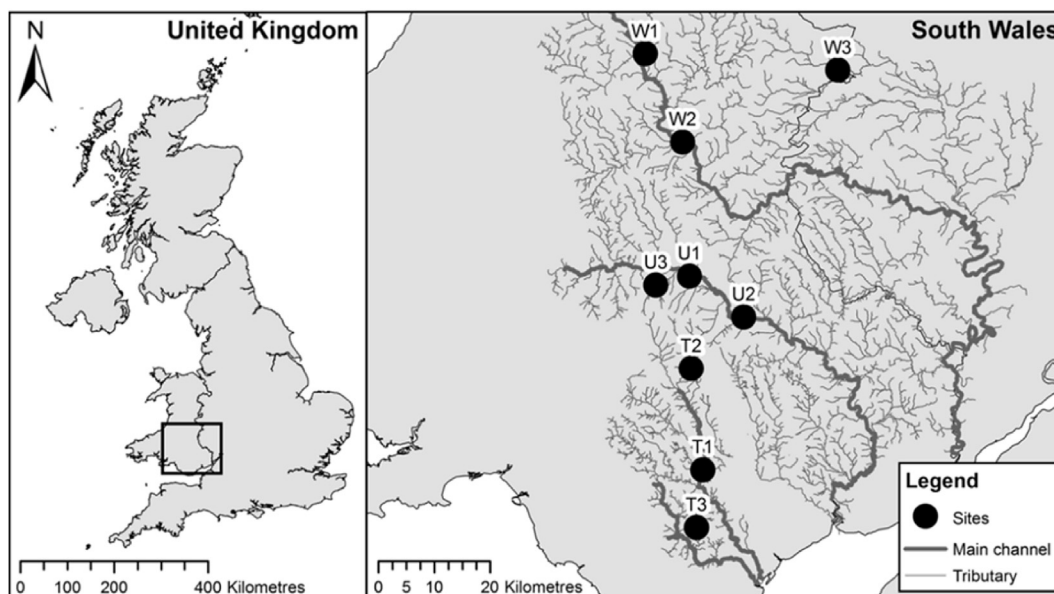 N
United Kingdom
0 100 200 400 Kilometres
South Wales
W1
W3
W2
U3
U1
U2
T2
T1
T3
0 10 20
Kilometres
Legend
Sites
Main channel
Tributary